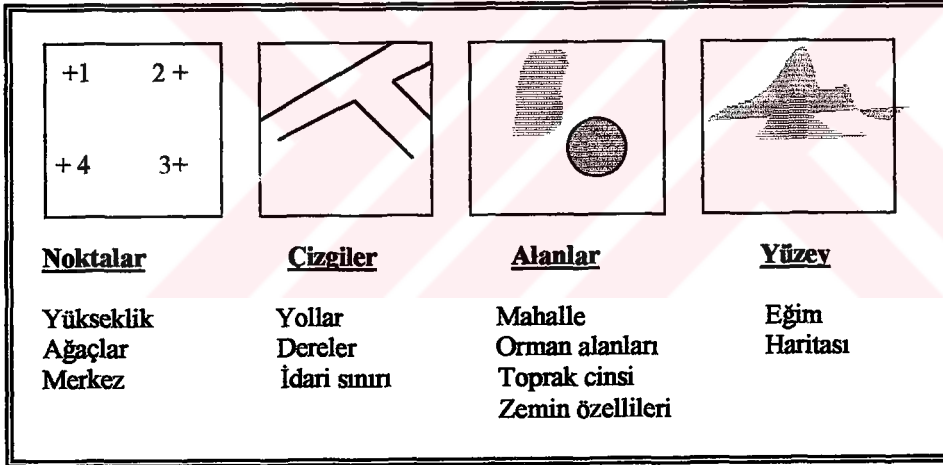 +1 2 +
+ 4 3+
Noktalar
Yükseklik
Ağaçlar
Merkez
Çizgiler
Yollar
Dereler
İdari sınırı
Alanlar
Mahalle
Orman alanları
Toprak cinsi
Zemin özellileri
Yüzey
Eğim
Haritası